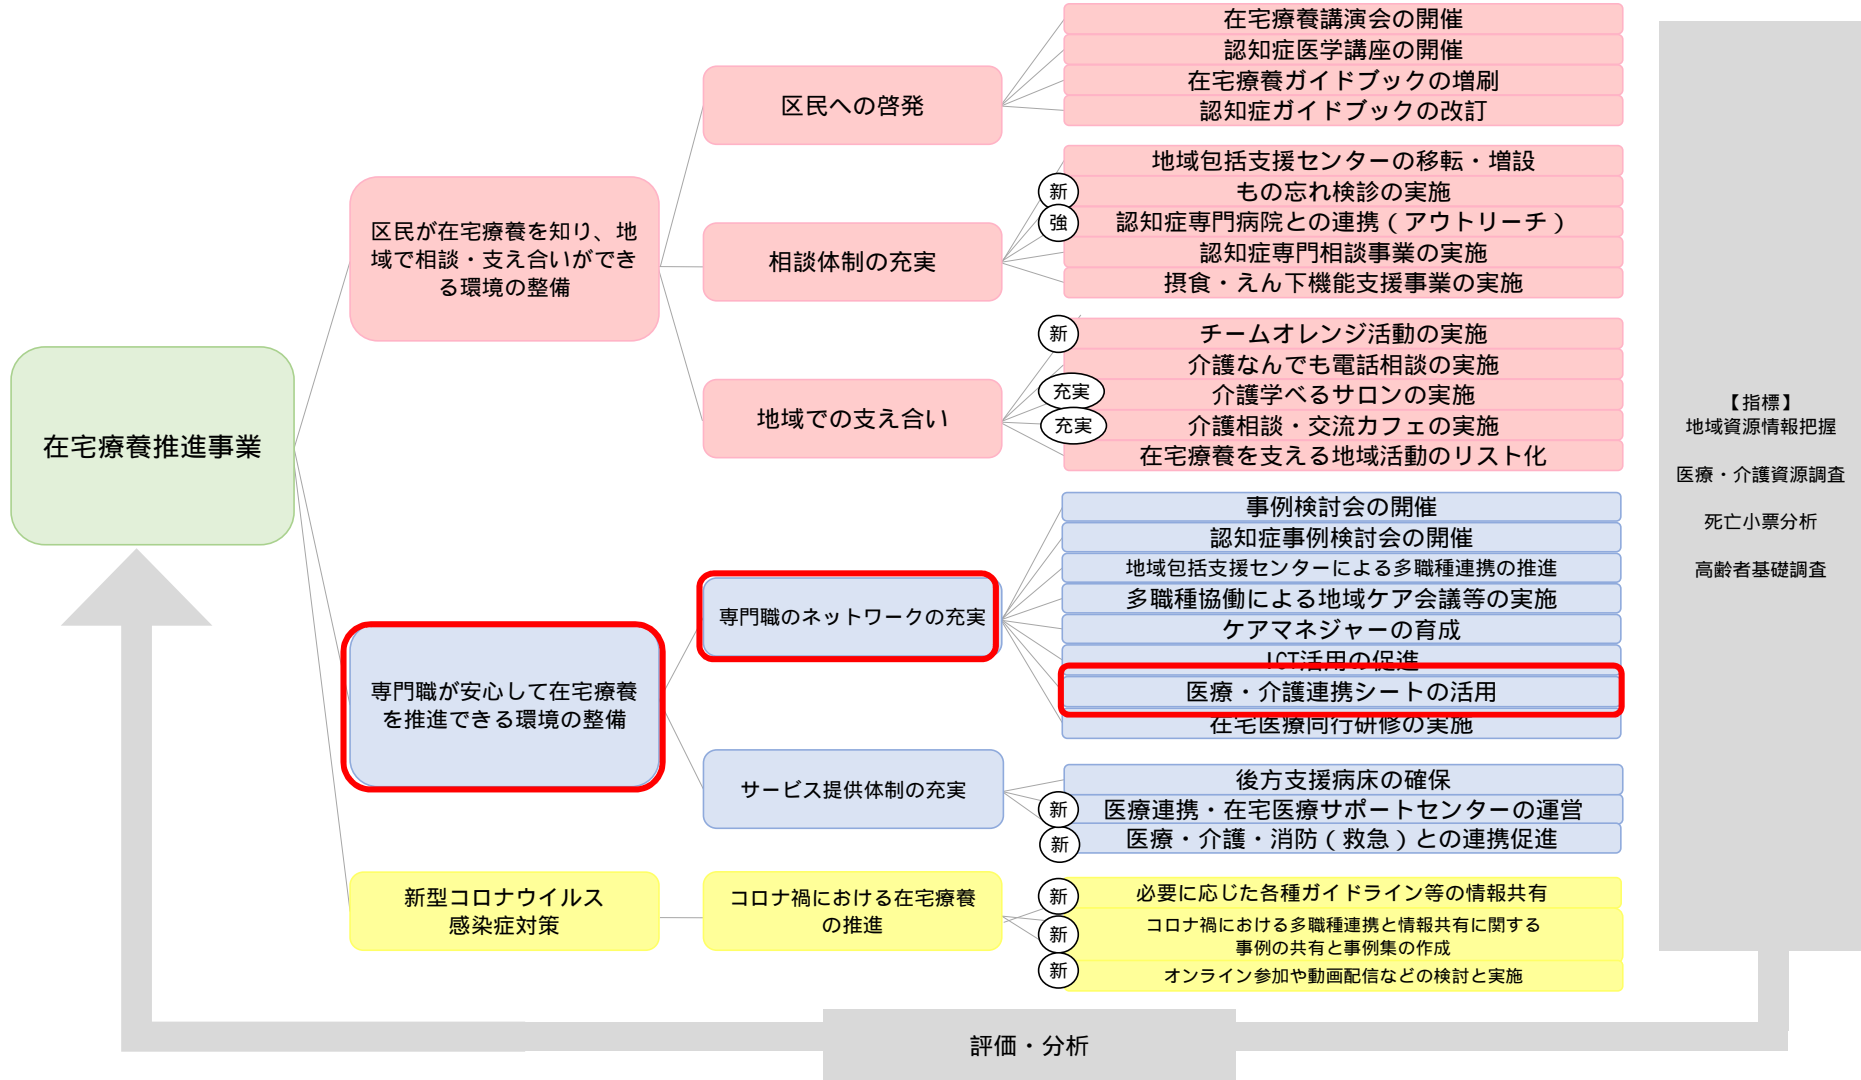 在宅療養推進事業
区民が在宅療養を知り、地
域で相談・支え合いができ
る環境の整備
区民への啓発
在宅療養講演会の開催
認知症医学講座の開催
在宅療養ガイドブックの増刷
認知症ガイドブックの改訂
相談体制の充実
地域包括支援センターの移転・増設
新
もの忘れ検診の実施
強
認知症専門病院との連携(アウトリーチ)
認知症専門相談事業の実施
摂食・えん下機能支援事業の実施
地域での支え合い
新
チームオレンジ活動の実施
介護なんでも電話相談の実施
充実
介護学べるサロンの実施
充実
介護相談・交流カフェの実施
在宅療養を支える地域活動のリスト化
専門職が安心して在宅療養
を推進できる環境の整備
専門職のネットワークの充実
事例検討会の開催
認知症事例検討会の開催
地域包括支援センターによる多職種連携の推進
多職種協働による地域ケア会議等の実施
ケアマネジャーの育成
ICT活用の促進
医療・介護連携シートの活用
在宅医療同行研修の実施
サービス提供体制の充実
後方支援病床の確保
新
医療連携・在宅医療サポートセンターの運営
新
医療・介護・消防(救急)との連携促進
新型コロナウイルス
感染症対策
コロナ禍における在宅療養
の推進
新
必要に応じた各種ガイドライン等の情報共有
新
コロナ禍における多職種連携と情報共有に関する
事例の共有と事例集の作成
新
オンライン参加や動画配信などの検討と実施
【指標】
地域資源情報把握
医療・介護資源調査
死亡小票分析
高齢者基礎調査
評価・分析